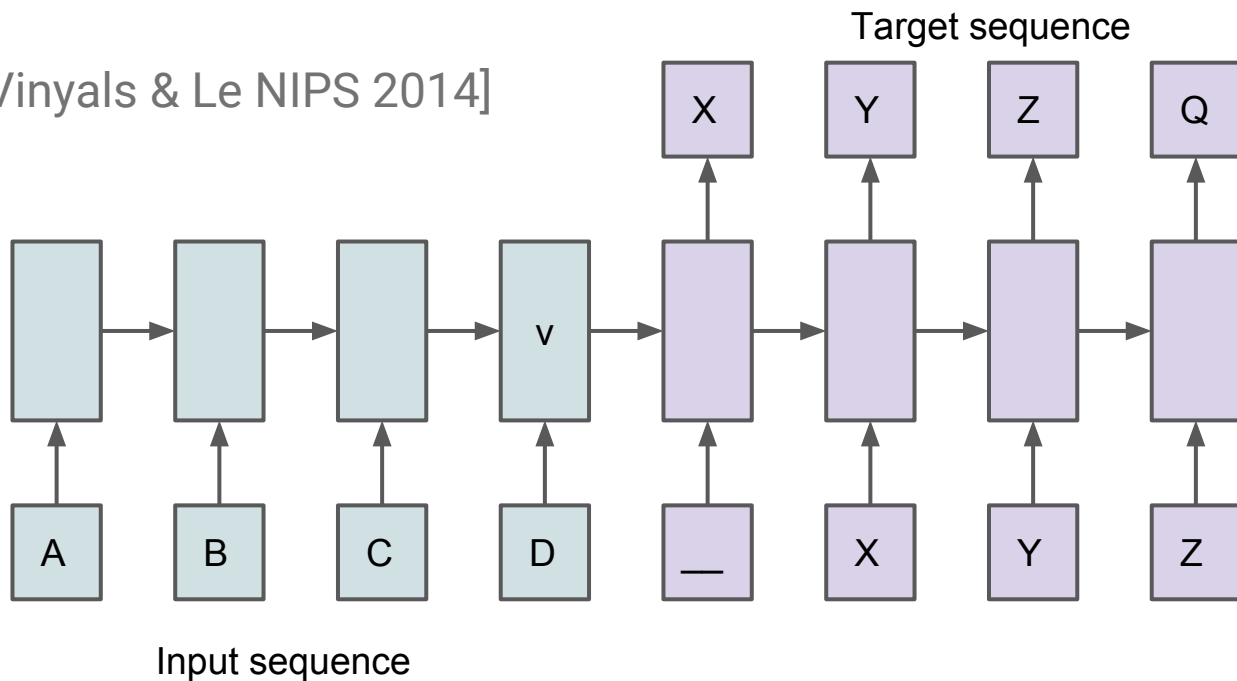 Target sequence
Vinyals & Le NIPS 2014]
X Y Z Q
v
A B C D __ X Y Z
Input sequence